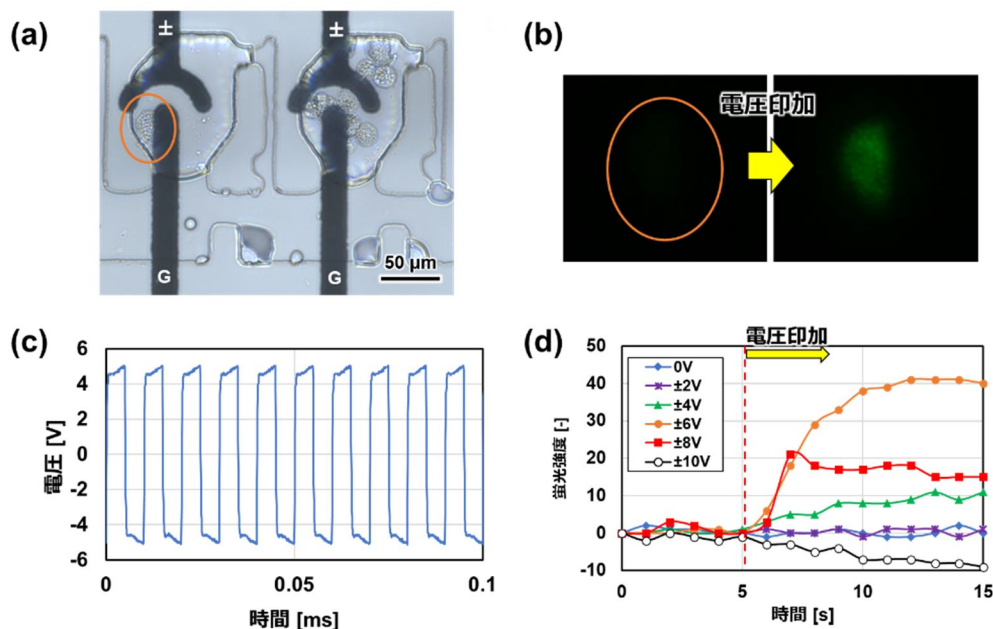 (a)
±
±
G
G
50 µm
(b)
電圧印加
(c)
電圧 [V]
6
4
2
0
-2
-4
-6
0
0.05
0.1
時間 [ms]
(d)
電圧印加
蛍光強度 [-]
50
40
30
20
10
0
-10
0V
±2V
±4V
±6V
±8V
±10V
0
5
10
15
時間 [s]